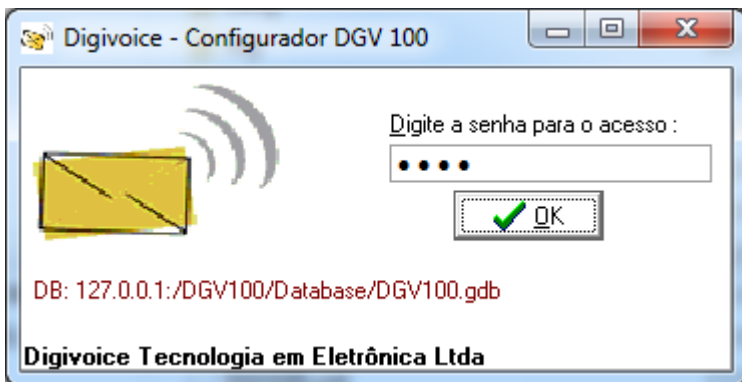 Digivoice - Configurador DGV 100
Digite a senha para o acesso :
••••
OK
DB: 127.0.0.1:/DGV100/Database/DGV100.gdb
Digivoice Tecnologia em Eletrônica Ltda